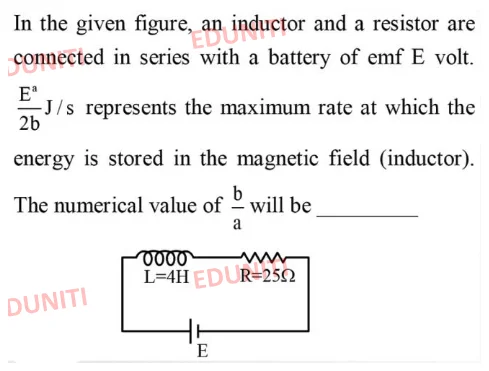 In the given figure, an inductor and a resistor are
connected in series with a battery of emf E volt.
E^a/2b J/s represents the maximum rate at which the
energy is stored in the magnetic field (inductor).
The numerical value of b/a will be ________
L=4H R=25Ω
E
EDUNITI
DUNITI
EDUNITI
DUNITI